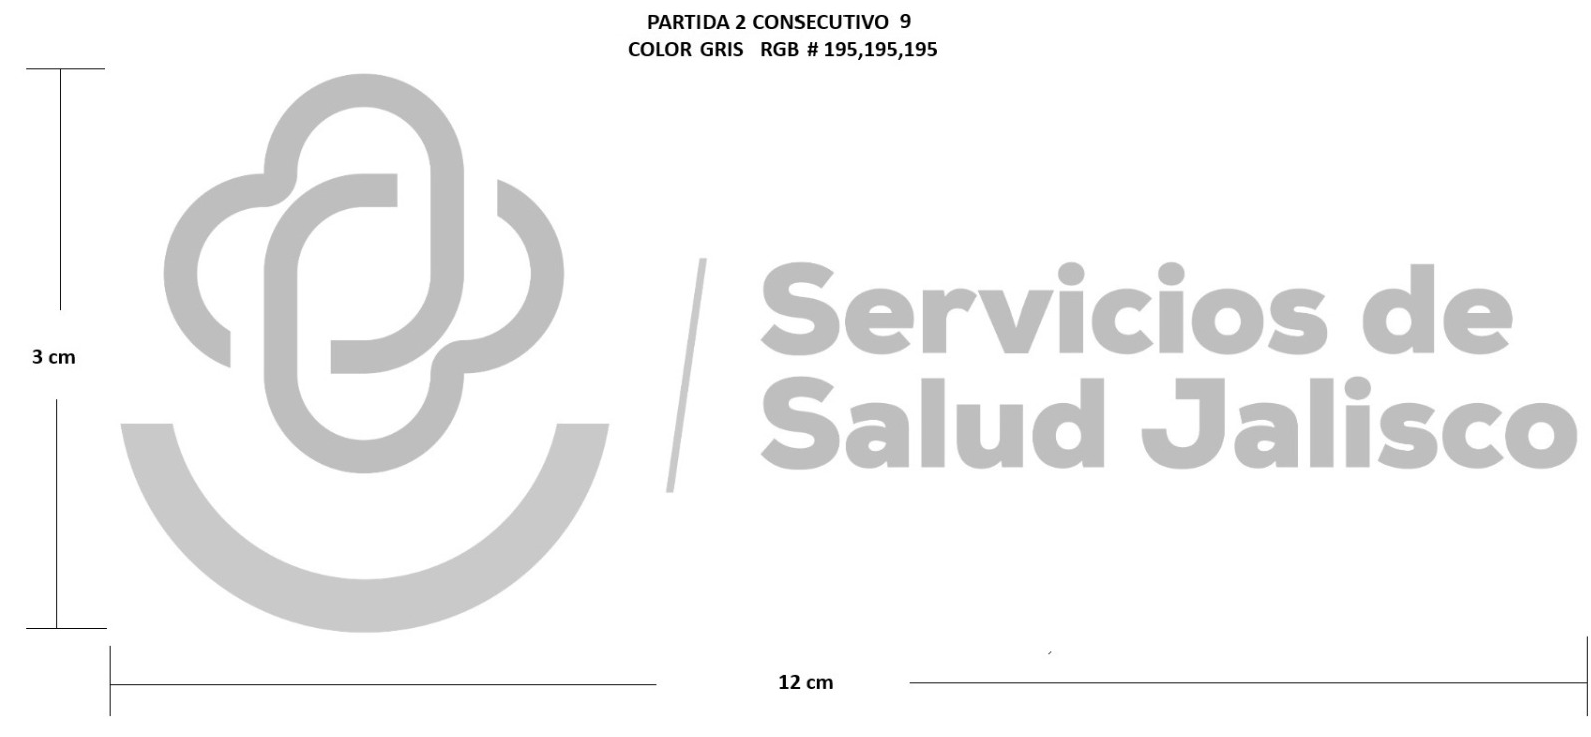 PARTIDA 2 CONSECUTIVO 9
COLOR GRIS RGB # 195,195,195
3 cm
Servicios de
Salud Jalisco
12 cm